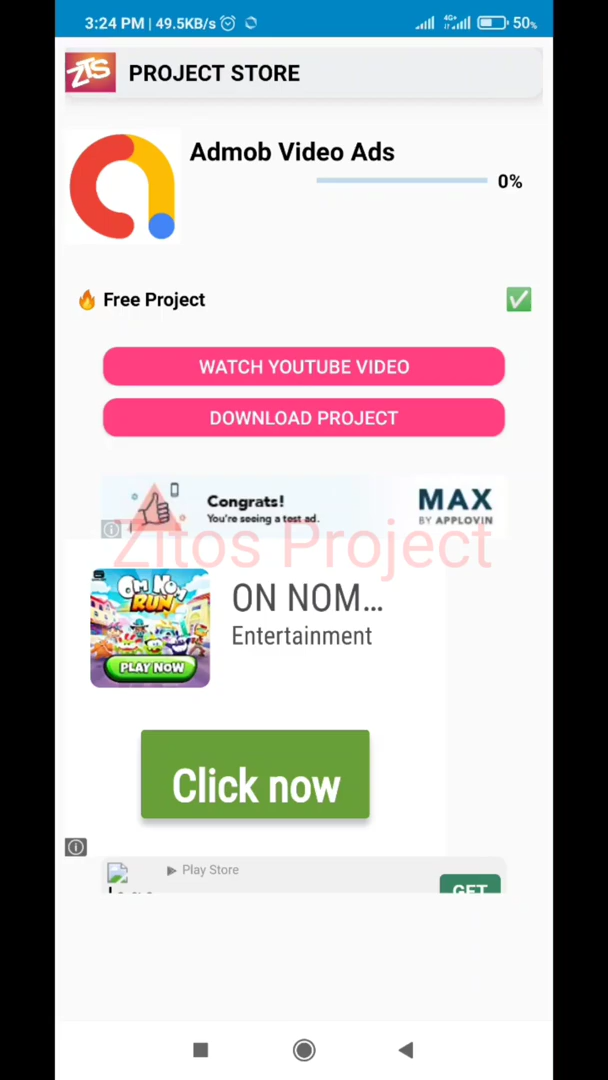 3:24 PM | 49.5KB/s
4G+
50%
ZTS
PROJECT STORE
Admob Video Ads
0%
🔥 Free Project ✅
WATCH YOUTUBE VIDEO
DOWNLOAD PROJECT
Congrats!
You're seeing a test ad.
MAX
BY APPLOVIN
Zitos Project
OM NOM
RUN
PLAY NOW
ON NOM...
Entertainment
Click now
Play Store
GET